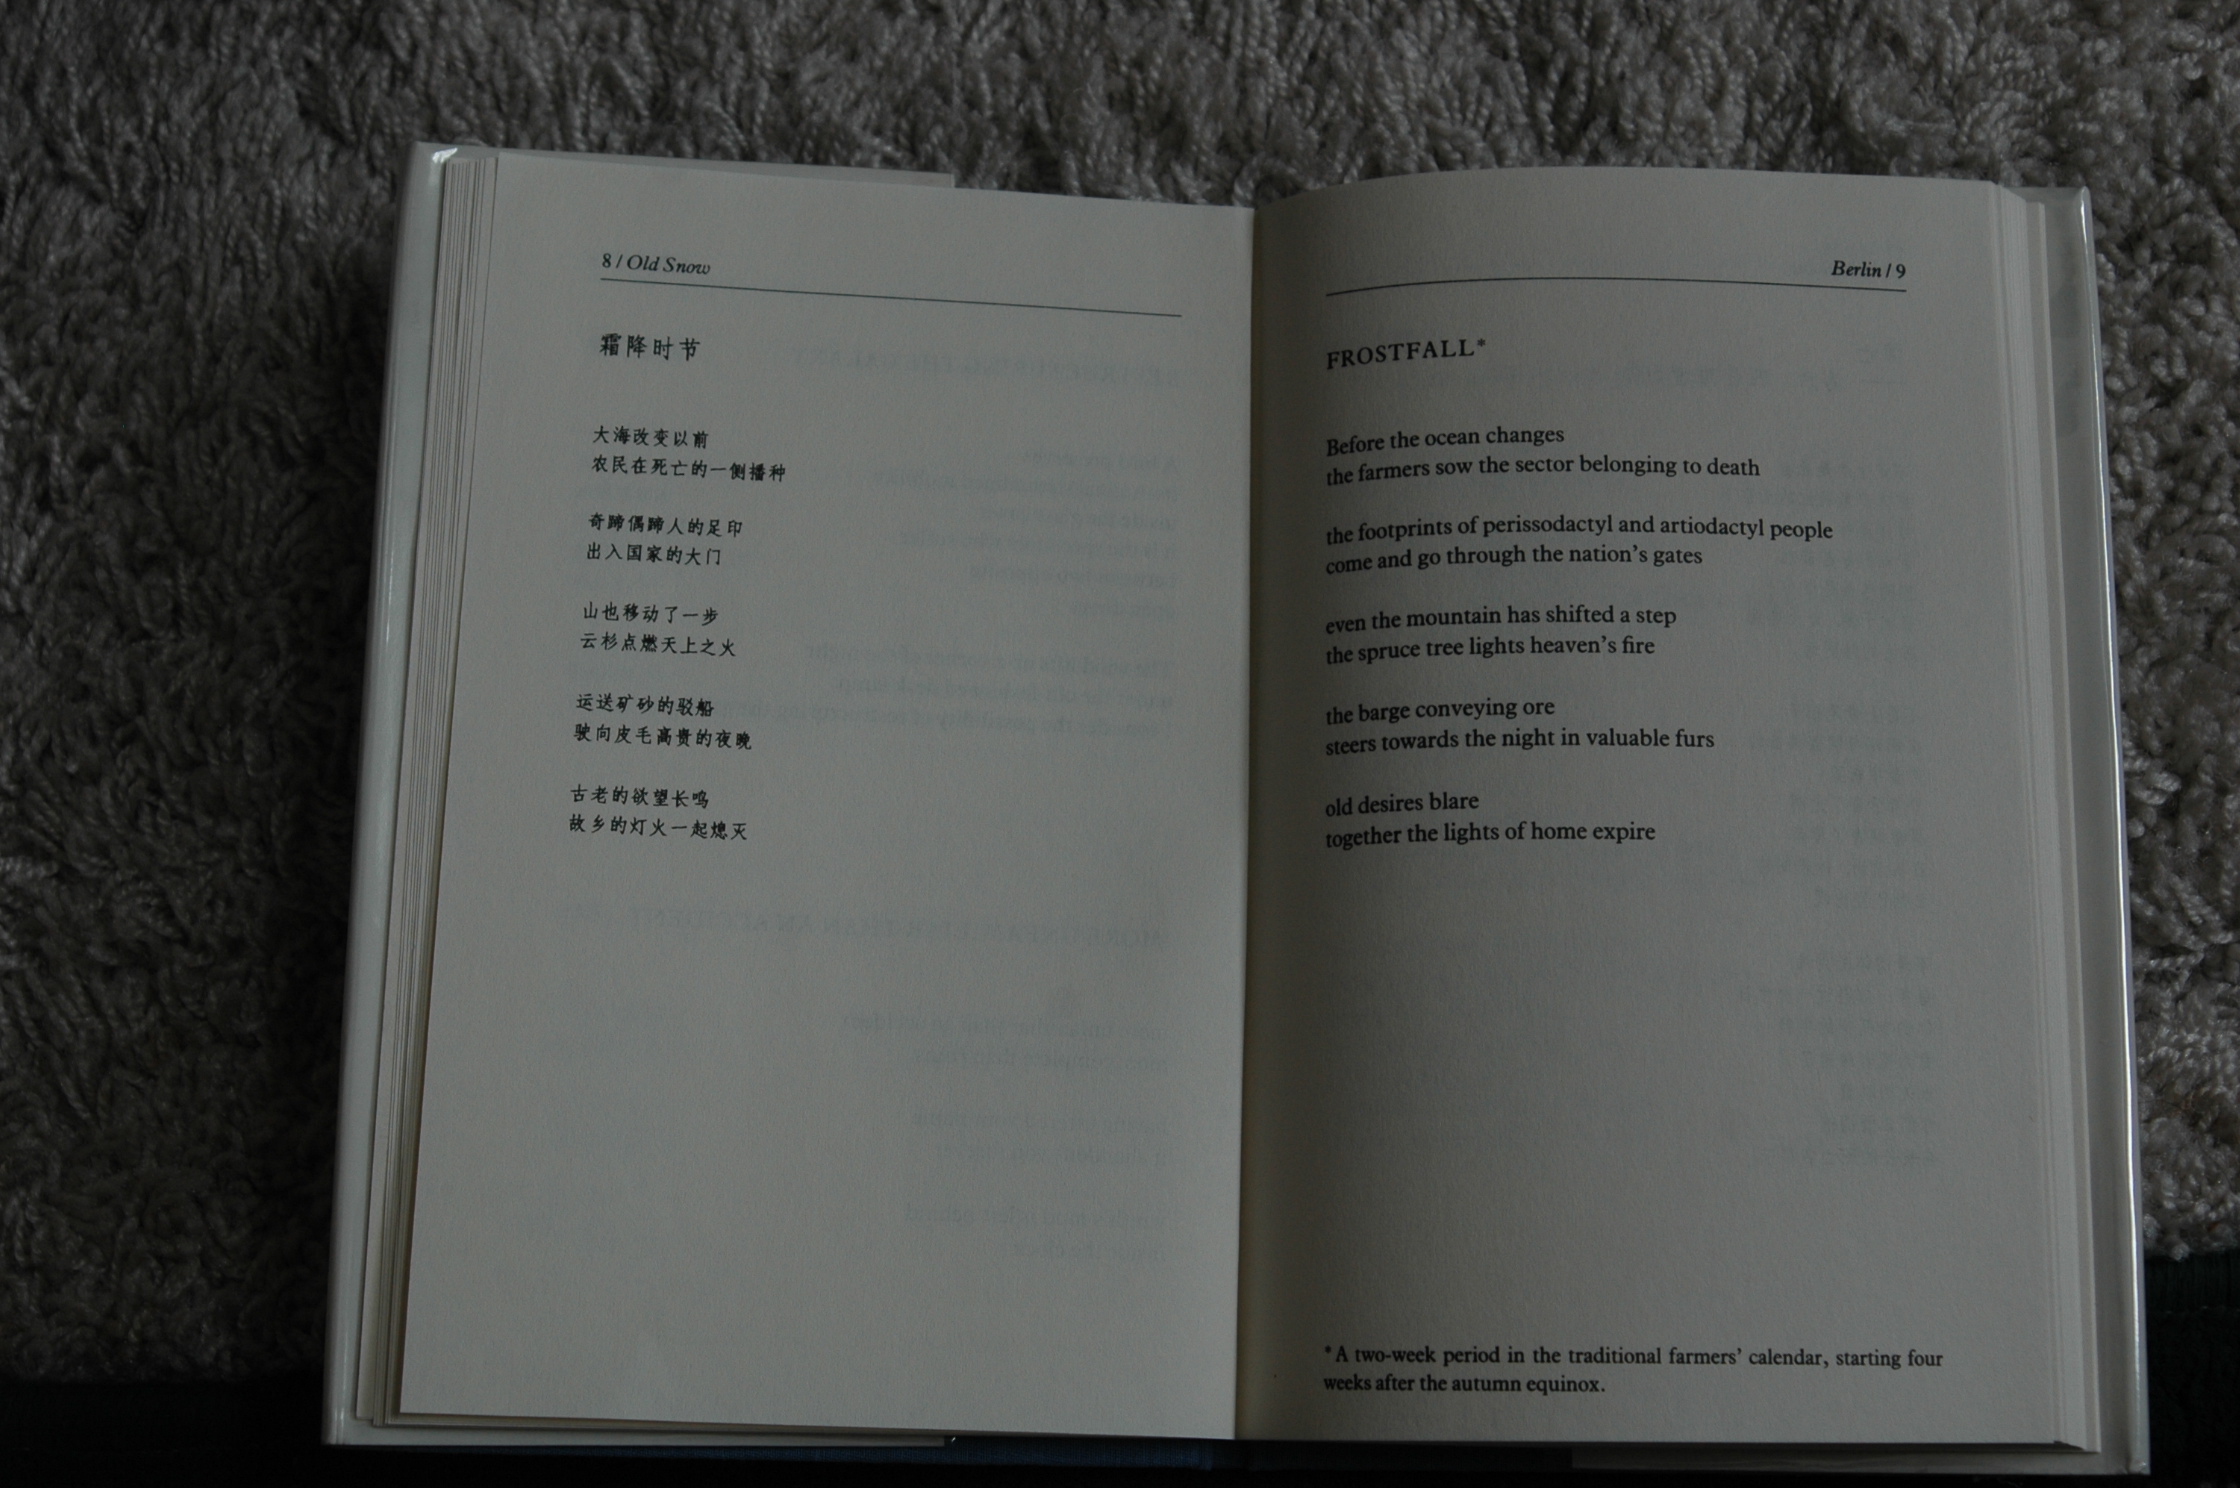 8 / Old Snow
霜降时节
大海改变以前
农民在死亡的一侧播种
奇蹄偶蹄人的足印
出入国家的大门
山也移动了一步
云杉点燃天上之火
运送矿砂的驳船
驶向皮毛高贵的夜晚
古老的欲望长鸣
故乡的灯火一起熄灭
Berlin / 9
FROSTFALL*
Before the ocean changes
the farmers sow the sector belonging to death
the footprints of perissodactyl and artiodactyl people
come and go through the nation's gates
even the mountain has shifted a step
the spruce tree lights heaven's fire
the barge conveying ore
steers towards the night in valuable furs
old desires blare
together the lights of home expire
* A two-week period in the traditional farmers' calendar, starting four
weeks after the autumn equinox.